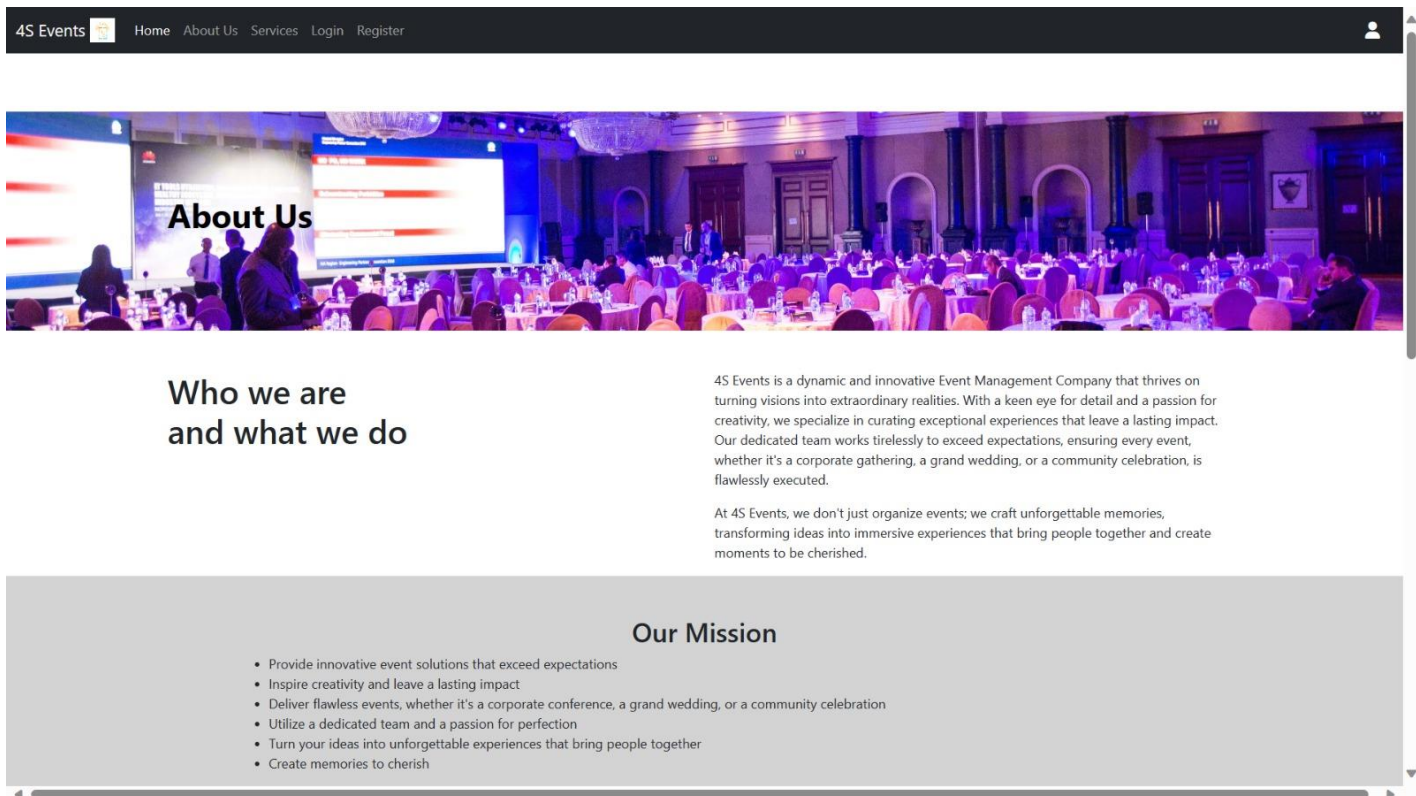 4S Events Home About Us Services Login Register
About Us
Who we are
and what we do
4S Events is a dynamic and innovative Event Management Company that thrives on
turning visions into extraordinary realities. With a keen eye for detail and a passion for
creativity, we specialize in curating exceptional experiences that leave a lasting impact.
Our dedicated team works tirelessly to exceed expectations, ensuring every event,
whether it's a corporate gathering, a grand wedding, or a community celebration, is
flawlessly executed.
At 4S Events, we don't just organize events; we craft unforgettable memories,
transforming ideas into immersive experiences that bring people together and create
moments to be cherished.
Our Mission
• Provide innovative event solutions that exceed expectations
• Inspire creativity and leave a lasting impact
• Deliver flawless events, whether it's a corporate conference, a grand wedding, or a community celebration
• Utilize a dedicated team and a passion for perfection
• Turn your ideas into unforgettable experiences that bring people together
• Create memories to cherish